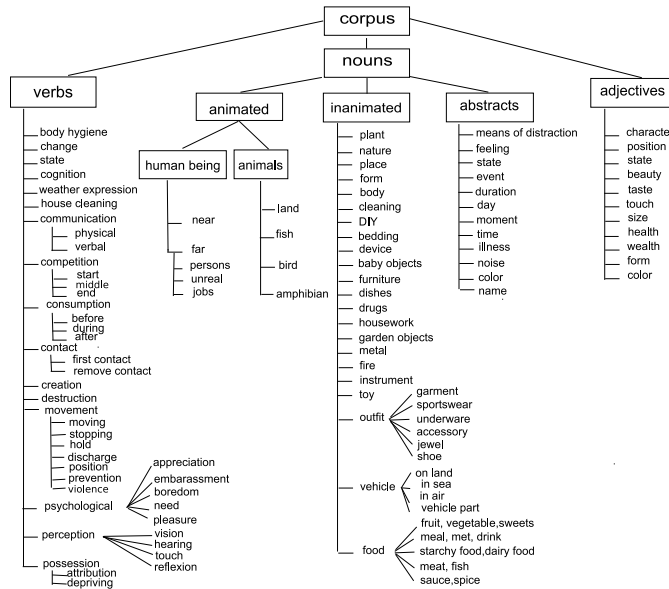 corpus
nouns
verbs
adjectives
animated
inanimated
abstracts
human being
animals
body hygiene
change
state
cognition
weather expression
house cleaning
communication
physical
verbal
competition
start
middle
end
consumption
before
during
after
contact
first contact
remove contact
creation
destruction
movement
moving
stopping
hold
discharge
position
prevention
violence
psychological
appreciation
embarassment
boredom
need
pleasure
perception
vision
hearing
touch
reflexion
possession
attribution
depriving
near
far
persons
unreal
jobs
land
fish
bird
amphibian
plant
nature
place
form
body
cleaning
DIY
bedding
device
baby objects
furniture
dishes
drugs
housework
garden objects
metal
fire
instrument
toy
outfit
garment
sportswear
underware
accessory
jewel
shoe
vehicle
on land
in sea
in air
vehicle part
food
fruit, vegetable,sweets
meal, met, drink
starchy food,dairy food
meat, fish
sauce,spice
means of distraction
feeling
state
event
duration
day
moment
time
illness
noise
color
name
characte
position
state
beauty
taste
touch
size
health
wealth
form
color